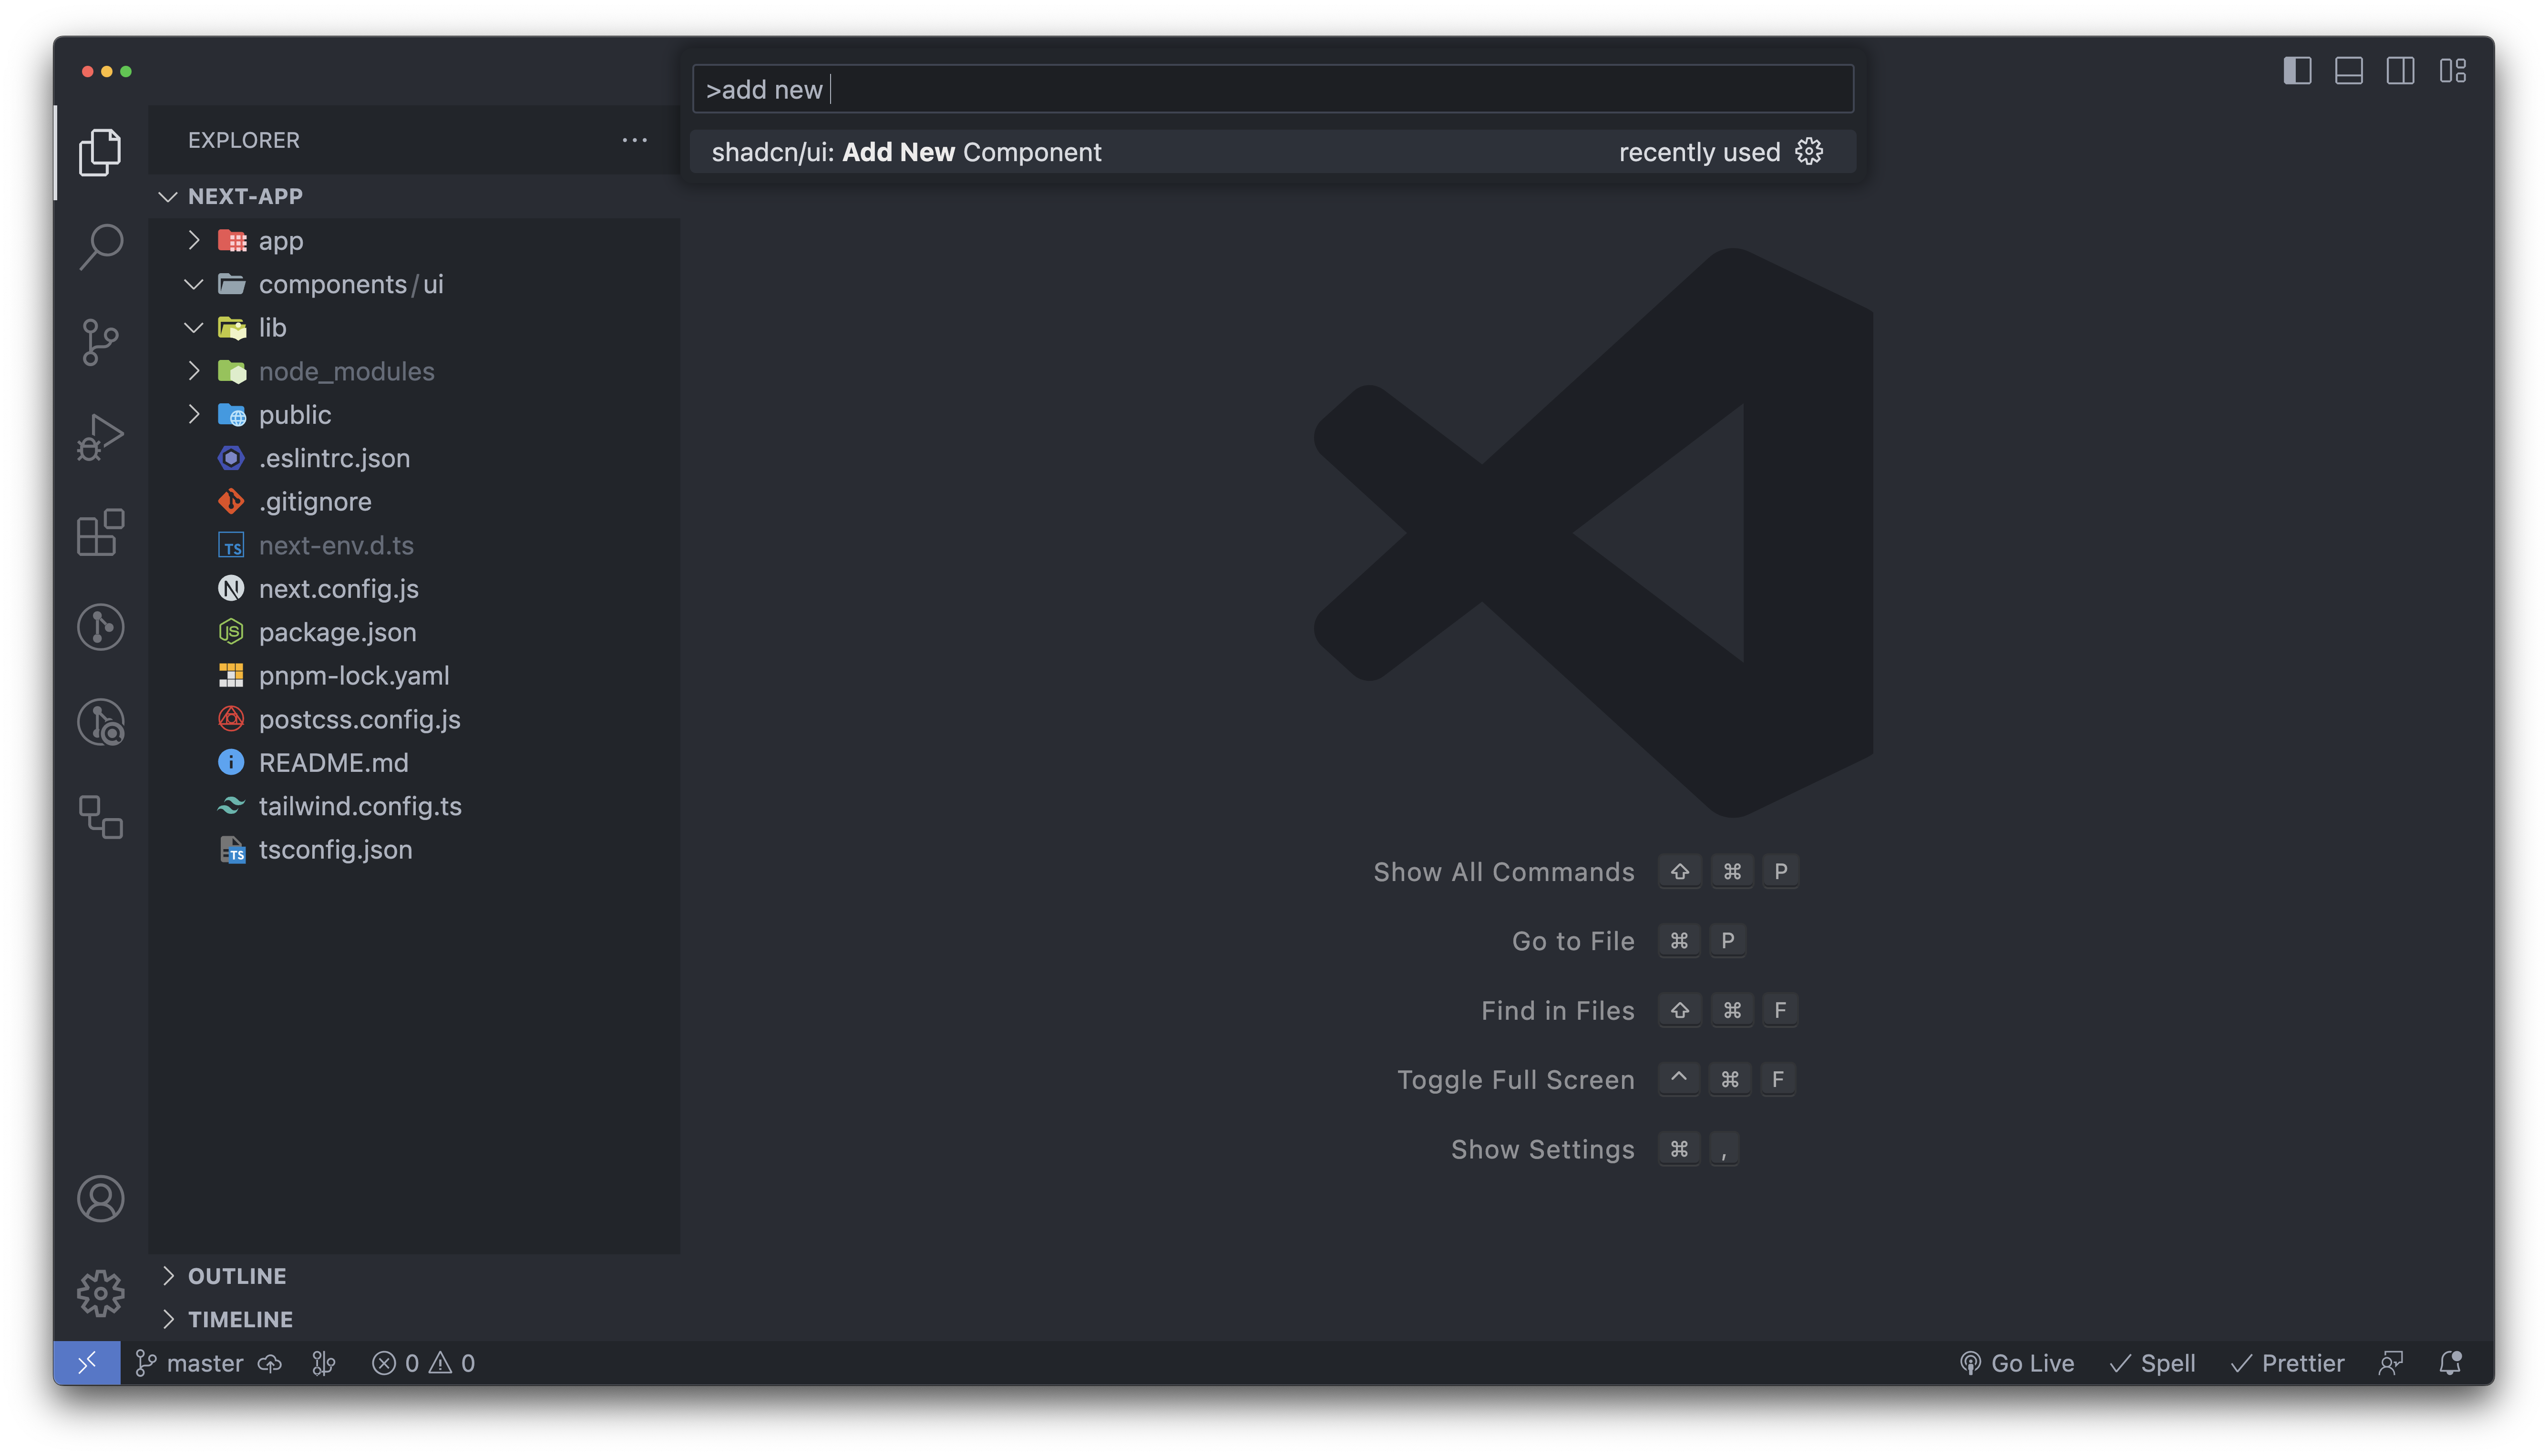 >add new
shadcn/ui: Add New Component recently used
EXPLORER
NEXT-APP
app
components/ui
lib
node_modules
public
.eslintrc.json
.gitignore
TS next-env.d.ts
N next.config.js
JS package.json
pnpm-lock.yaml
postcss.config.js
i README.md
tailwind.config.ts
TS tsconfig.json
Show All Commands ⇧ ⌘ P
Go to File ⌘ P
Find in Files ⇧ ⌘ F
Toggle Full Screen ^ ⌘ F
Show Settings ⌘ ,
OUTLINE
TIMELINE
master 0 0 Go Live Spell Prettier